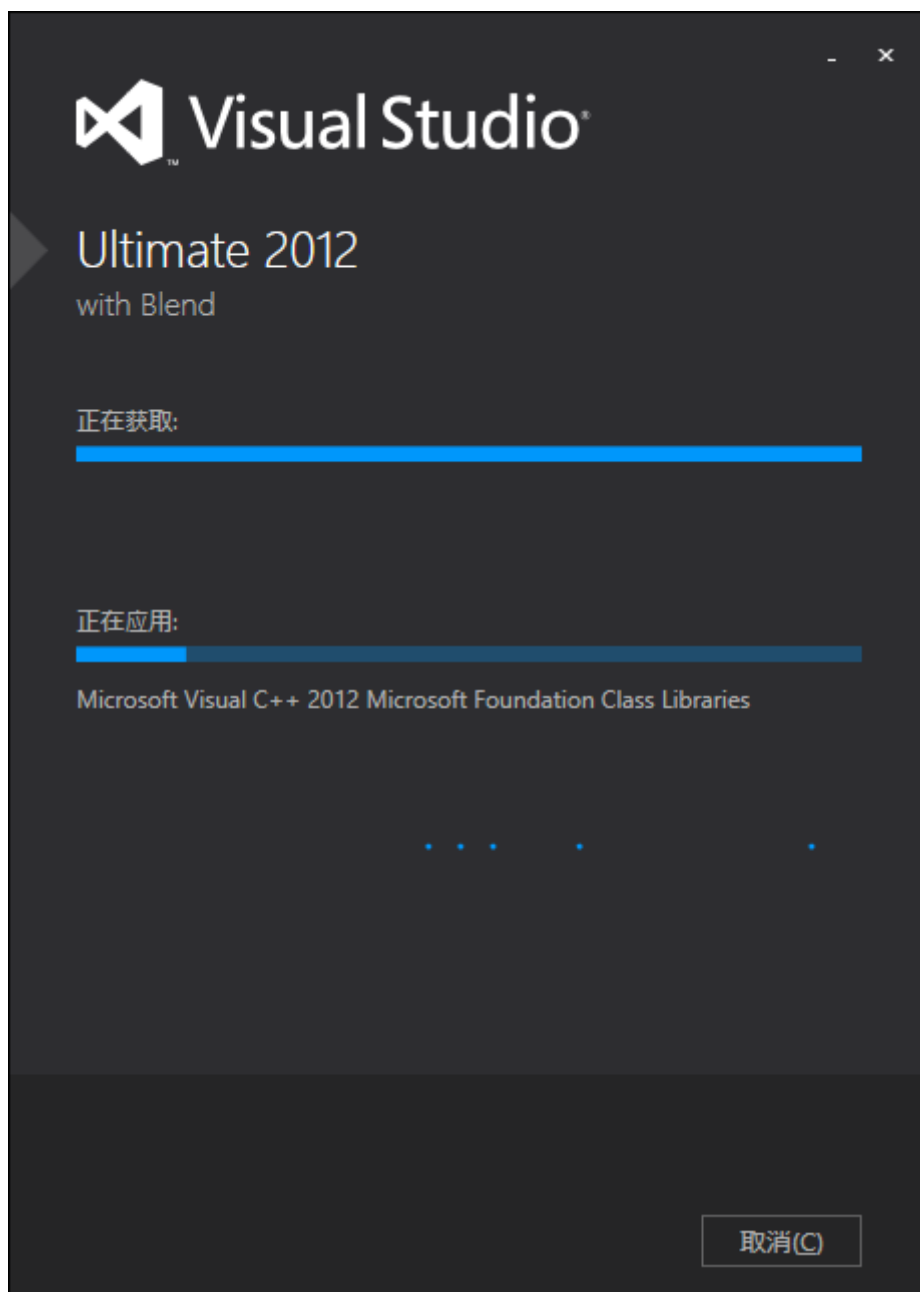 Visual Studio®
™
Ultimate 2012
with Blend
正在获取:
正在应用:
Microsoft Visual C++ 2012 Microsoft Foundation Class Libraries
取消(C)